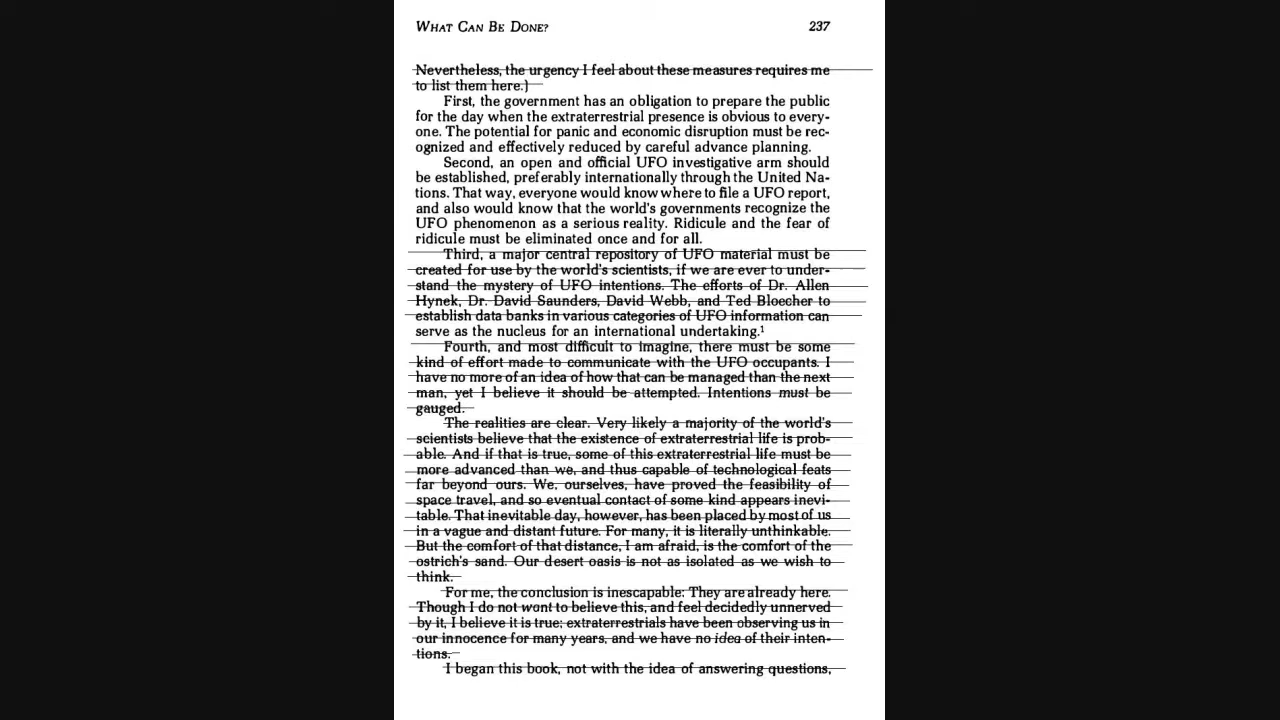 WHAT CAN BE DONE? 237
Nevertheless, the urgency I feel about these measures requires me
to list them here.)
First, the government has an obligation to prepare the public
for the day when the extraterrestrial presence is obvious to every-
one. The potential for panic and economic disruption must be rec-
ognized and effectively reduced by careful advance planning.
Second, an open and official UFO investigative arm should
be established, preferably internationally through the United Na-
tions. That way, everyone would know where to file a UFO report,
and also would know that the world's governments recognize the
UFO phenomenon as a serious reality. Ridicule and the fear of
ridicule must be eliminated once and for all.
Third, a major central repository of UFO material must be
created for use by the world's scientists, if we are ever to under-
stand the mystery of UFO intentions. The efforts of Dr. Allen
Hynek, Dr. David Saunders, David Webb, and Ted Bloecher to
establish data banks in various categories of UFO information can
serve as the nucleus for an international undertaking.¹
Fourth, and most difficult to imagine, there must be some
kind of effort made to communicate with the UFO occupants. I
have no more of an idea of how that can be managed than the next
man, yet I believe it should be attempted. Intentions must be
gauged.
The realities are clear. Very likely a majority of the world's
scientists believe that the existence of extraterrestrial life is prob-
able. And if that is true, some of this extraterrestrial life must be
more advanced than we, and thus capable of technological feats
far beyond ours. We, ourselves, have proved the feasibility of
space travel, and so eventual contact of some kind appears inevi-
table. That inevitable day, however, has been placed by most of us
in a vague and distant future. For many, it is literally unthinkable.
But the comfort of that distance, I am afraid, is the comfort of the
ostrich's sand. Our desert oasis is not as isolated as we wish to
think.
For me, the conclusion is inescapable: They are already here.
Though I do not want to believe this, and feel decidedly unnerved
by it, I believe it is true; extraterrestrials have been observing us in
our innocence for many years, and we have no idea of their inten-
tions.
I began this book, not with the idea of answering questions,